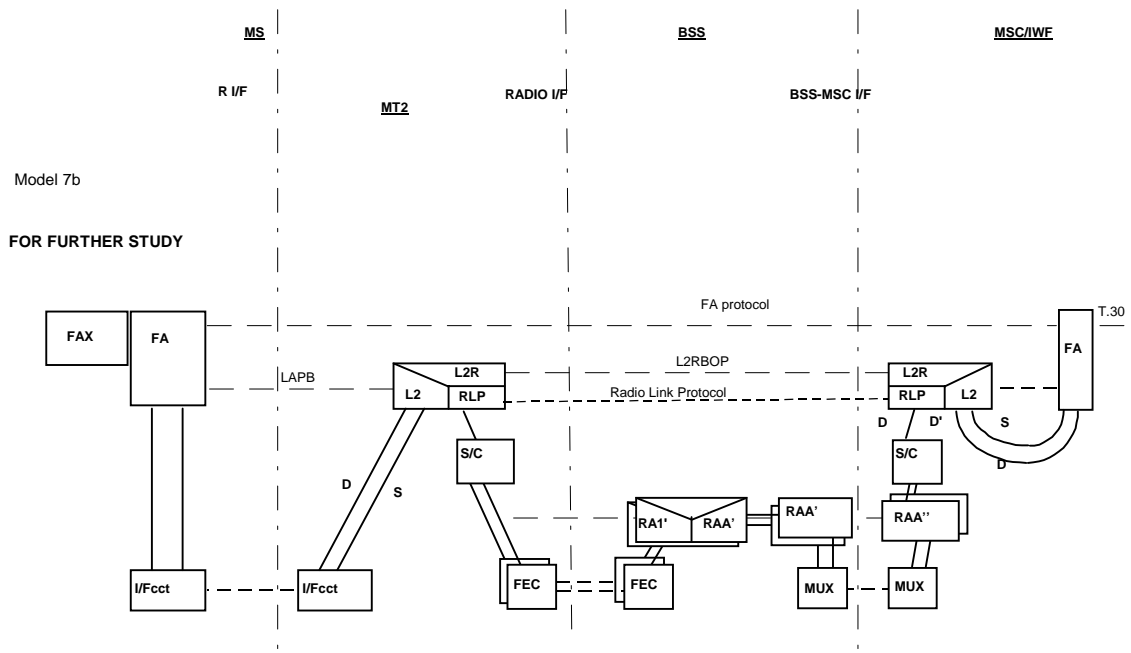 MS
BSS
MSC/IWF
R I/F
RADIO I/F
BSS-MSC I/F
MT2
Model 7b
FOR FURTHER STUDY
FA protocol
T.30
FAX
FA
FA
L2RBOP
L2R
L2R
LAPB
L2
RLP
Radio Link Protocol
RLP
L2
D
D'
S
S/C
S/C
D
D
S
RA1'
RAA'
RAA'
RAA''
I/Fcct
I/Fcct
FEC
FEC
MUX
MUX